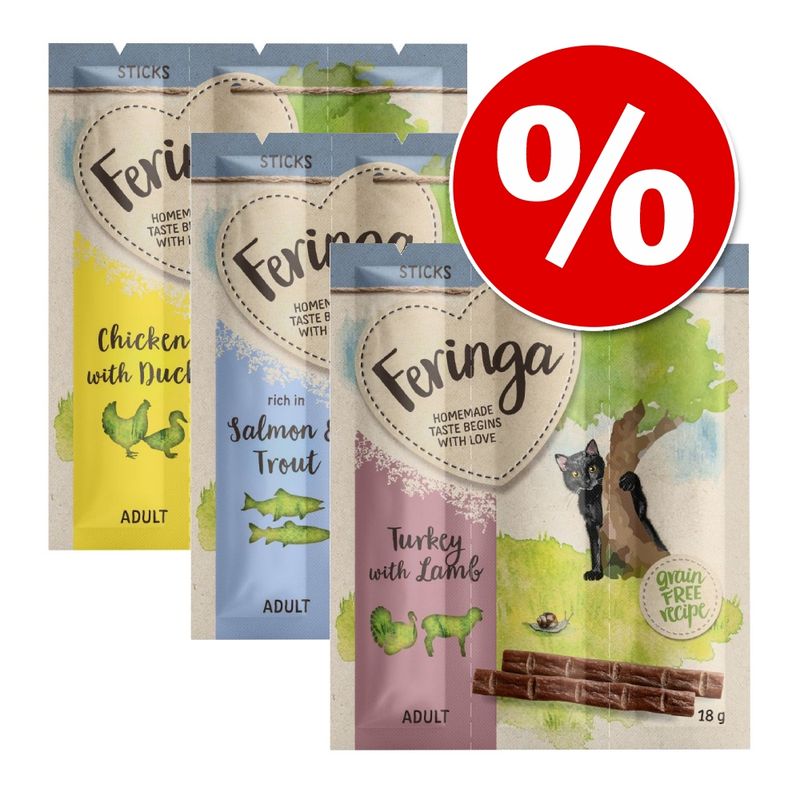 STICKS
Feringa
HOMEMADE
TASTE BEGINS
WITH
Chicken
with Duck
ADULT
STICKS
Feringa
HOMEMADE
TASTE BEGINS
WITH
rich in
Salmon &
Trout
ADULT
STICKS
Feringa
HOMEMADE
TASTE BEGINS
WITH LOVE
Turkey
with Lamb
ADULT
grain
FREE
recipe
18 g
%